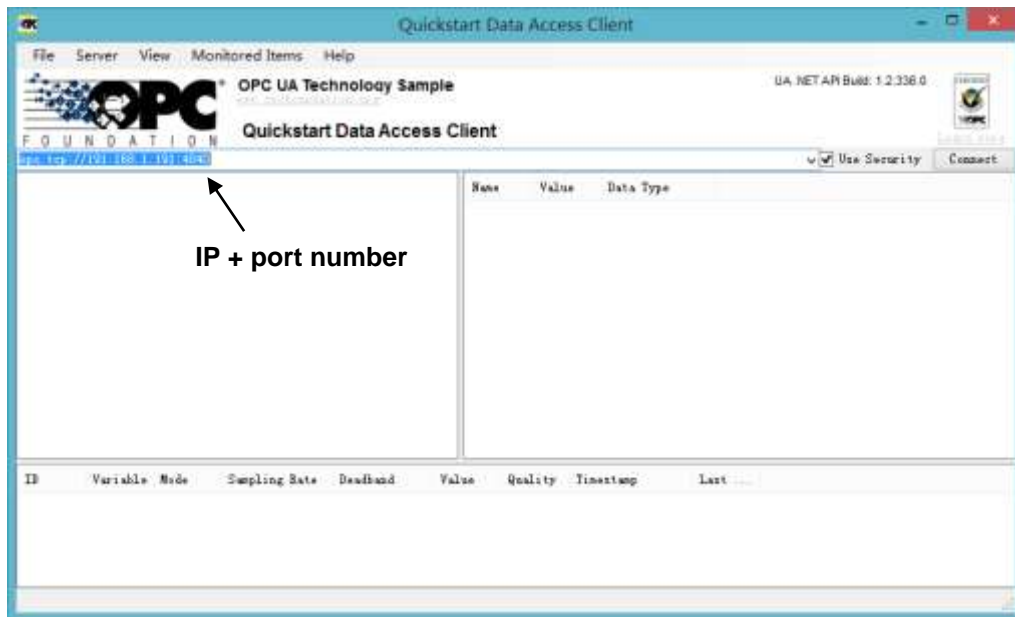 Quickstart Data Access Client
File Server View Monitored Items Help
OPC
FOUNDATION
OPC UA Technology Sample
UA .NET API Build: 1.2.336.0
Quickstart Data Access Client
Use Security Connect
Name Value Data Type
IP + port number
ID Variable Mode Sampling Rate Deadband Value Quality Timestamp Last ...